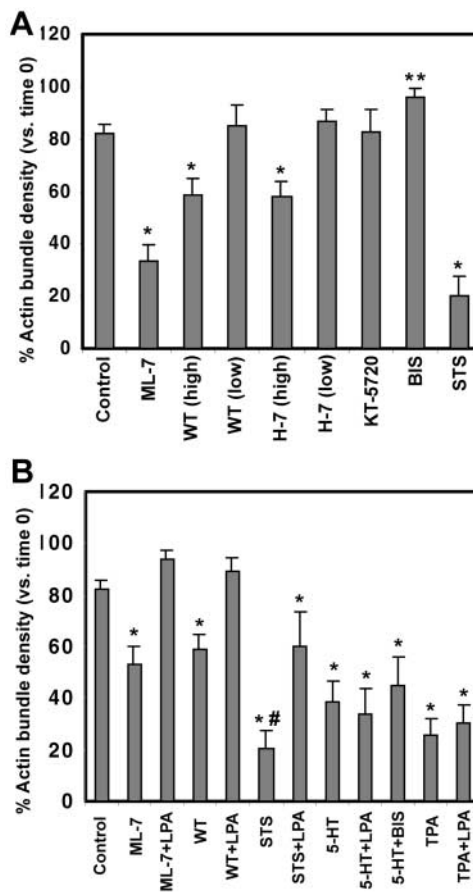 A
% Actin bundle density (vs. time 0)
120
100
80
60
40
20
0
* * * ** *
Control ML-7 WT (high) WT (low) H-7 (high) H-7 (low) KT-5720 BIS STS
B
% Actin bundle density (vs. time 0)
120
100
80
60
40
20
0
* * *# * * * * * *
Control ML-7 ML-7+LPA WT WT+LPA STS STS+LPA 5-HT 5-HT+LPA 5-HT+BIS TPA TPA+LPA